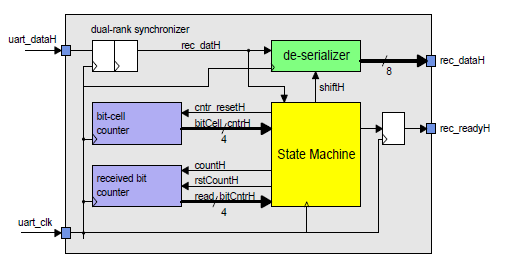 dual-rank synchronizer
uart_dataH
rec_datH
de-serializer
rec_dataH
8
shiftH
bit-cell
counter
cntr_resetH
bitCell_cntrH
4
State Machine
rec_readyH
received bit
counter
countH
rstCountH
read_bitCntrH
4
uart_clk